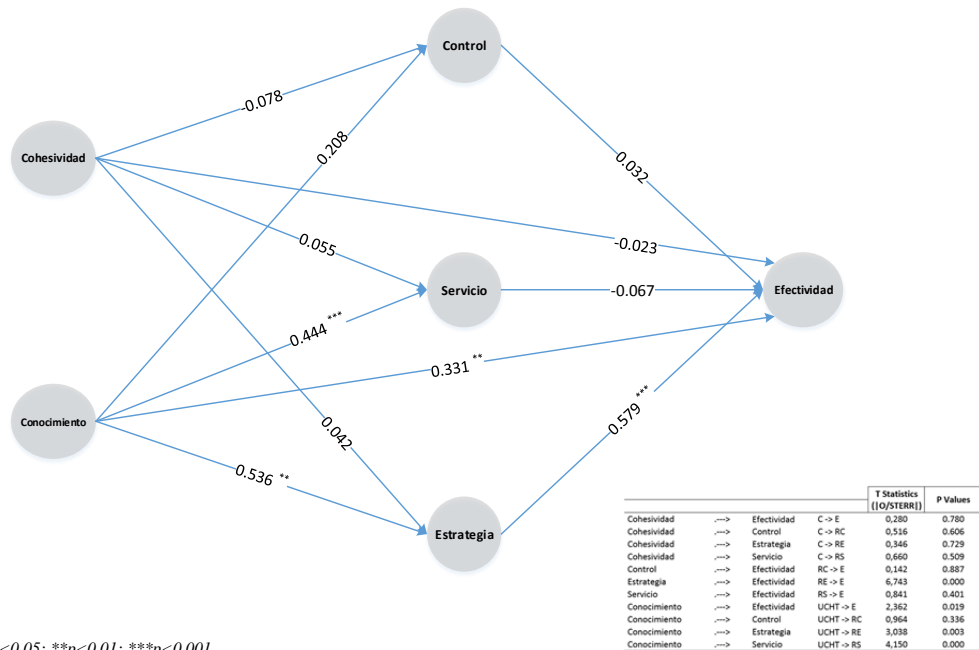 Control
-0.078
Cohesividad
0.208
0.032
0.055
-0.023
Servicio
-0.067
Efectividad
0.444 ***
0.331 **
Conocimiento
0.042
0.579 ***
0.536 **
Estrategia
T Statistics (|O/STERR|) P Values
Cohesividad .---> Efectividad C -> E 0,280 0.780
Cohesividad .---> Control C -> RC 0,516 0.606
Cohesividad .---> Estrategia C -> RE 0,346 0.729
Cohesividad .---> Servicio C -> RS 0,660 0.509
Control .---> Efectividad RC -> E 0,142 0.887
Estrategia .---> Efectividad RE -> E 6,743 0.000
Servicio .---> Efectividad RS -> E 0,841 0.401
Conocimiento .---> Efectividad UCHT -> E 2,362 0.019
Conocimiento .---> Control UCHT -> RC 0,964 0.336
Conocimiento .---> Estrategia UCHT -> RE 3,038 0.003
Conocimiento .---> Servicio UCHT -> RS 4,150 0.000
<0.05; **p<0.01; ***p<0.001